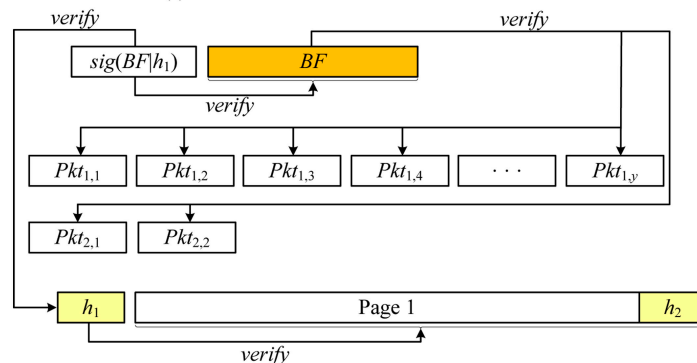 verify verify
sig(BF|h₁) BF
verify
Pkt₁,₁ Pkt₁,₂ Pkt₁,₃ Pkt₁,₄ · · · Pkt₁,y
Pkt₂,₁ Pkt₂,₂
h₁ Page 1 h₂
verify